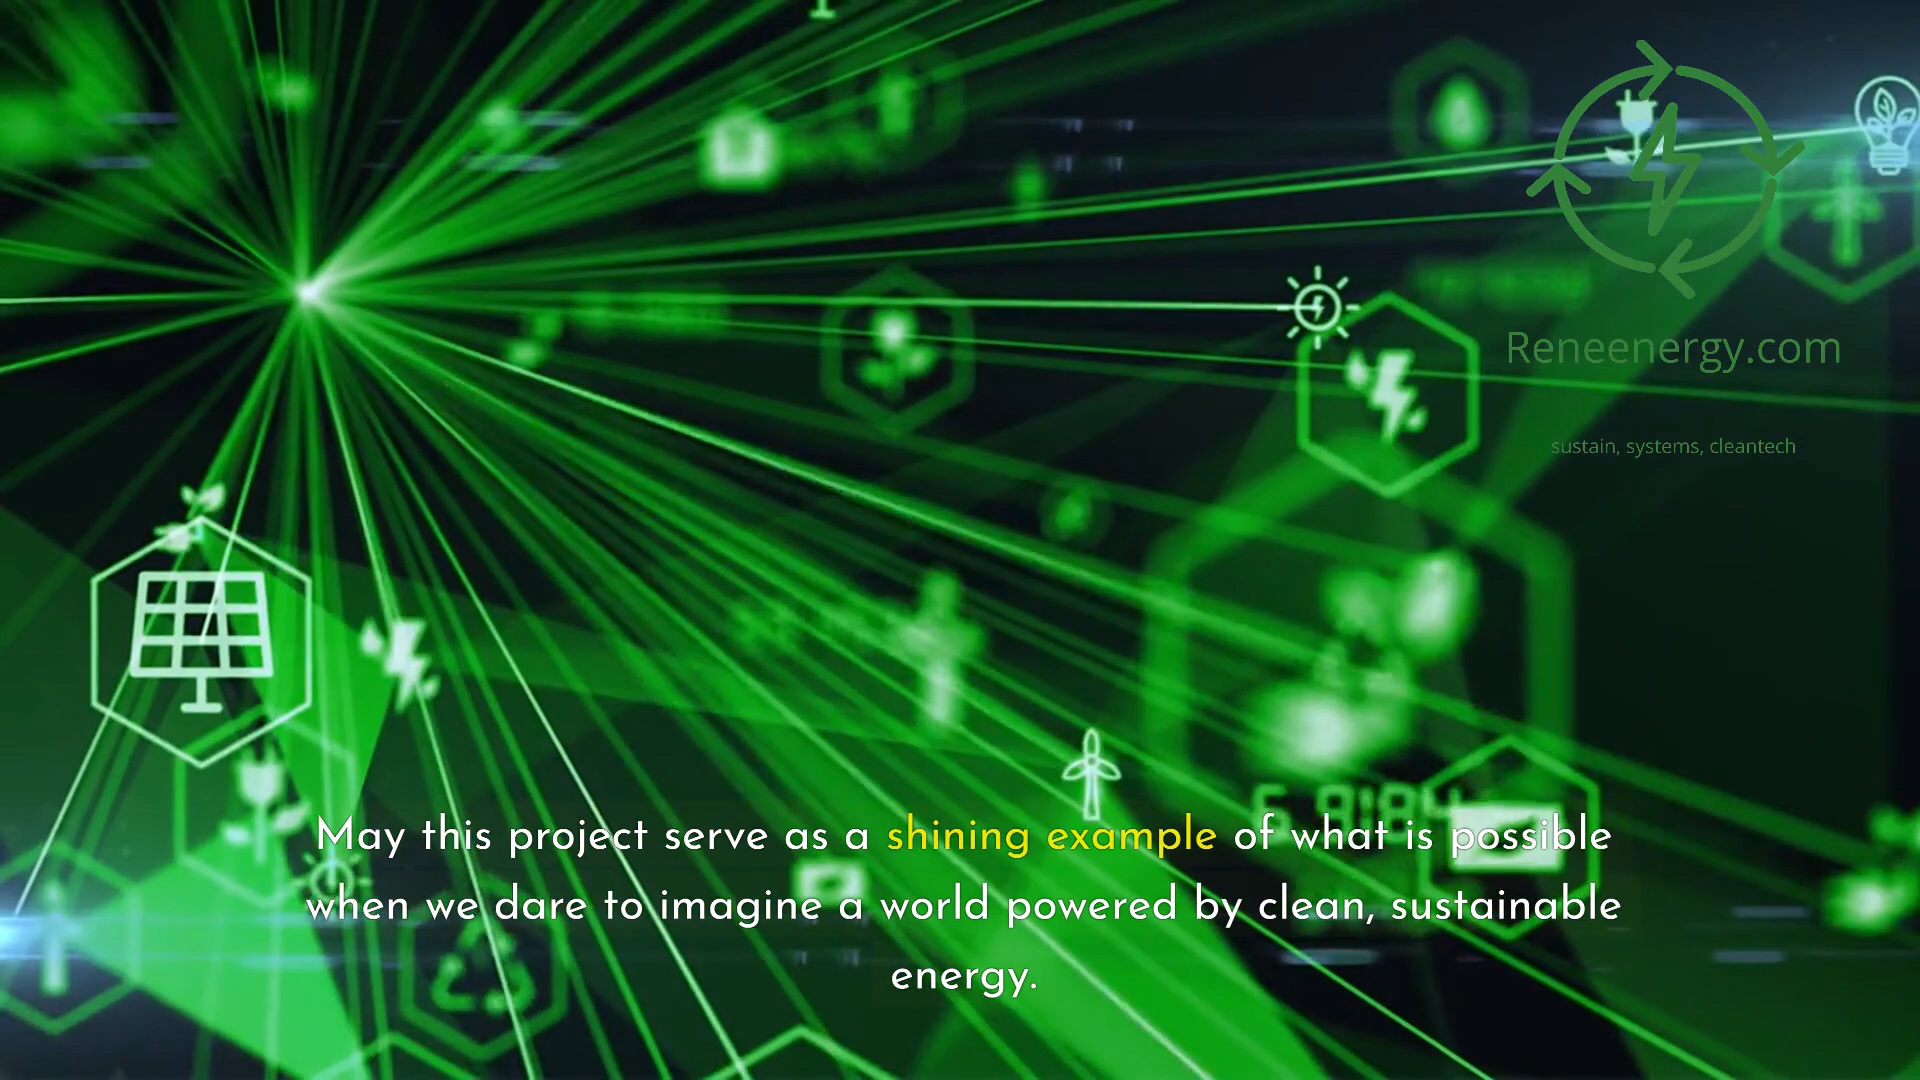 Reneenergy.com
sustain, systems, cleantech
May this project serve as a shining example of what is possible
when we dare to imagine a world powered by clean, sustainable
energy.